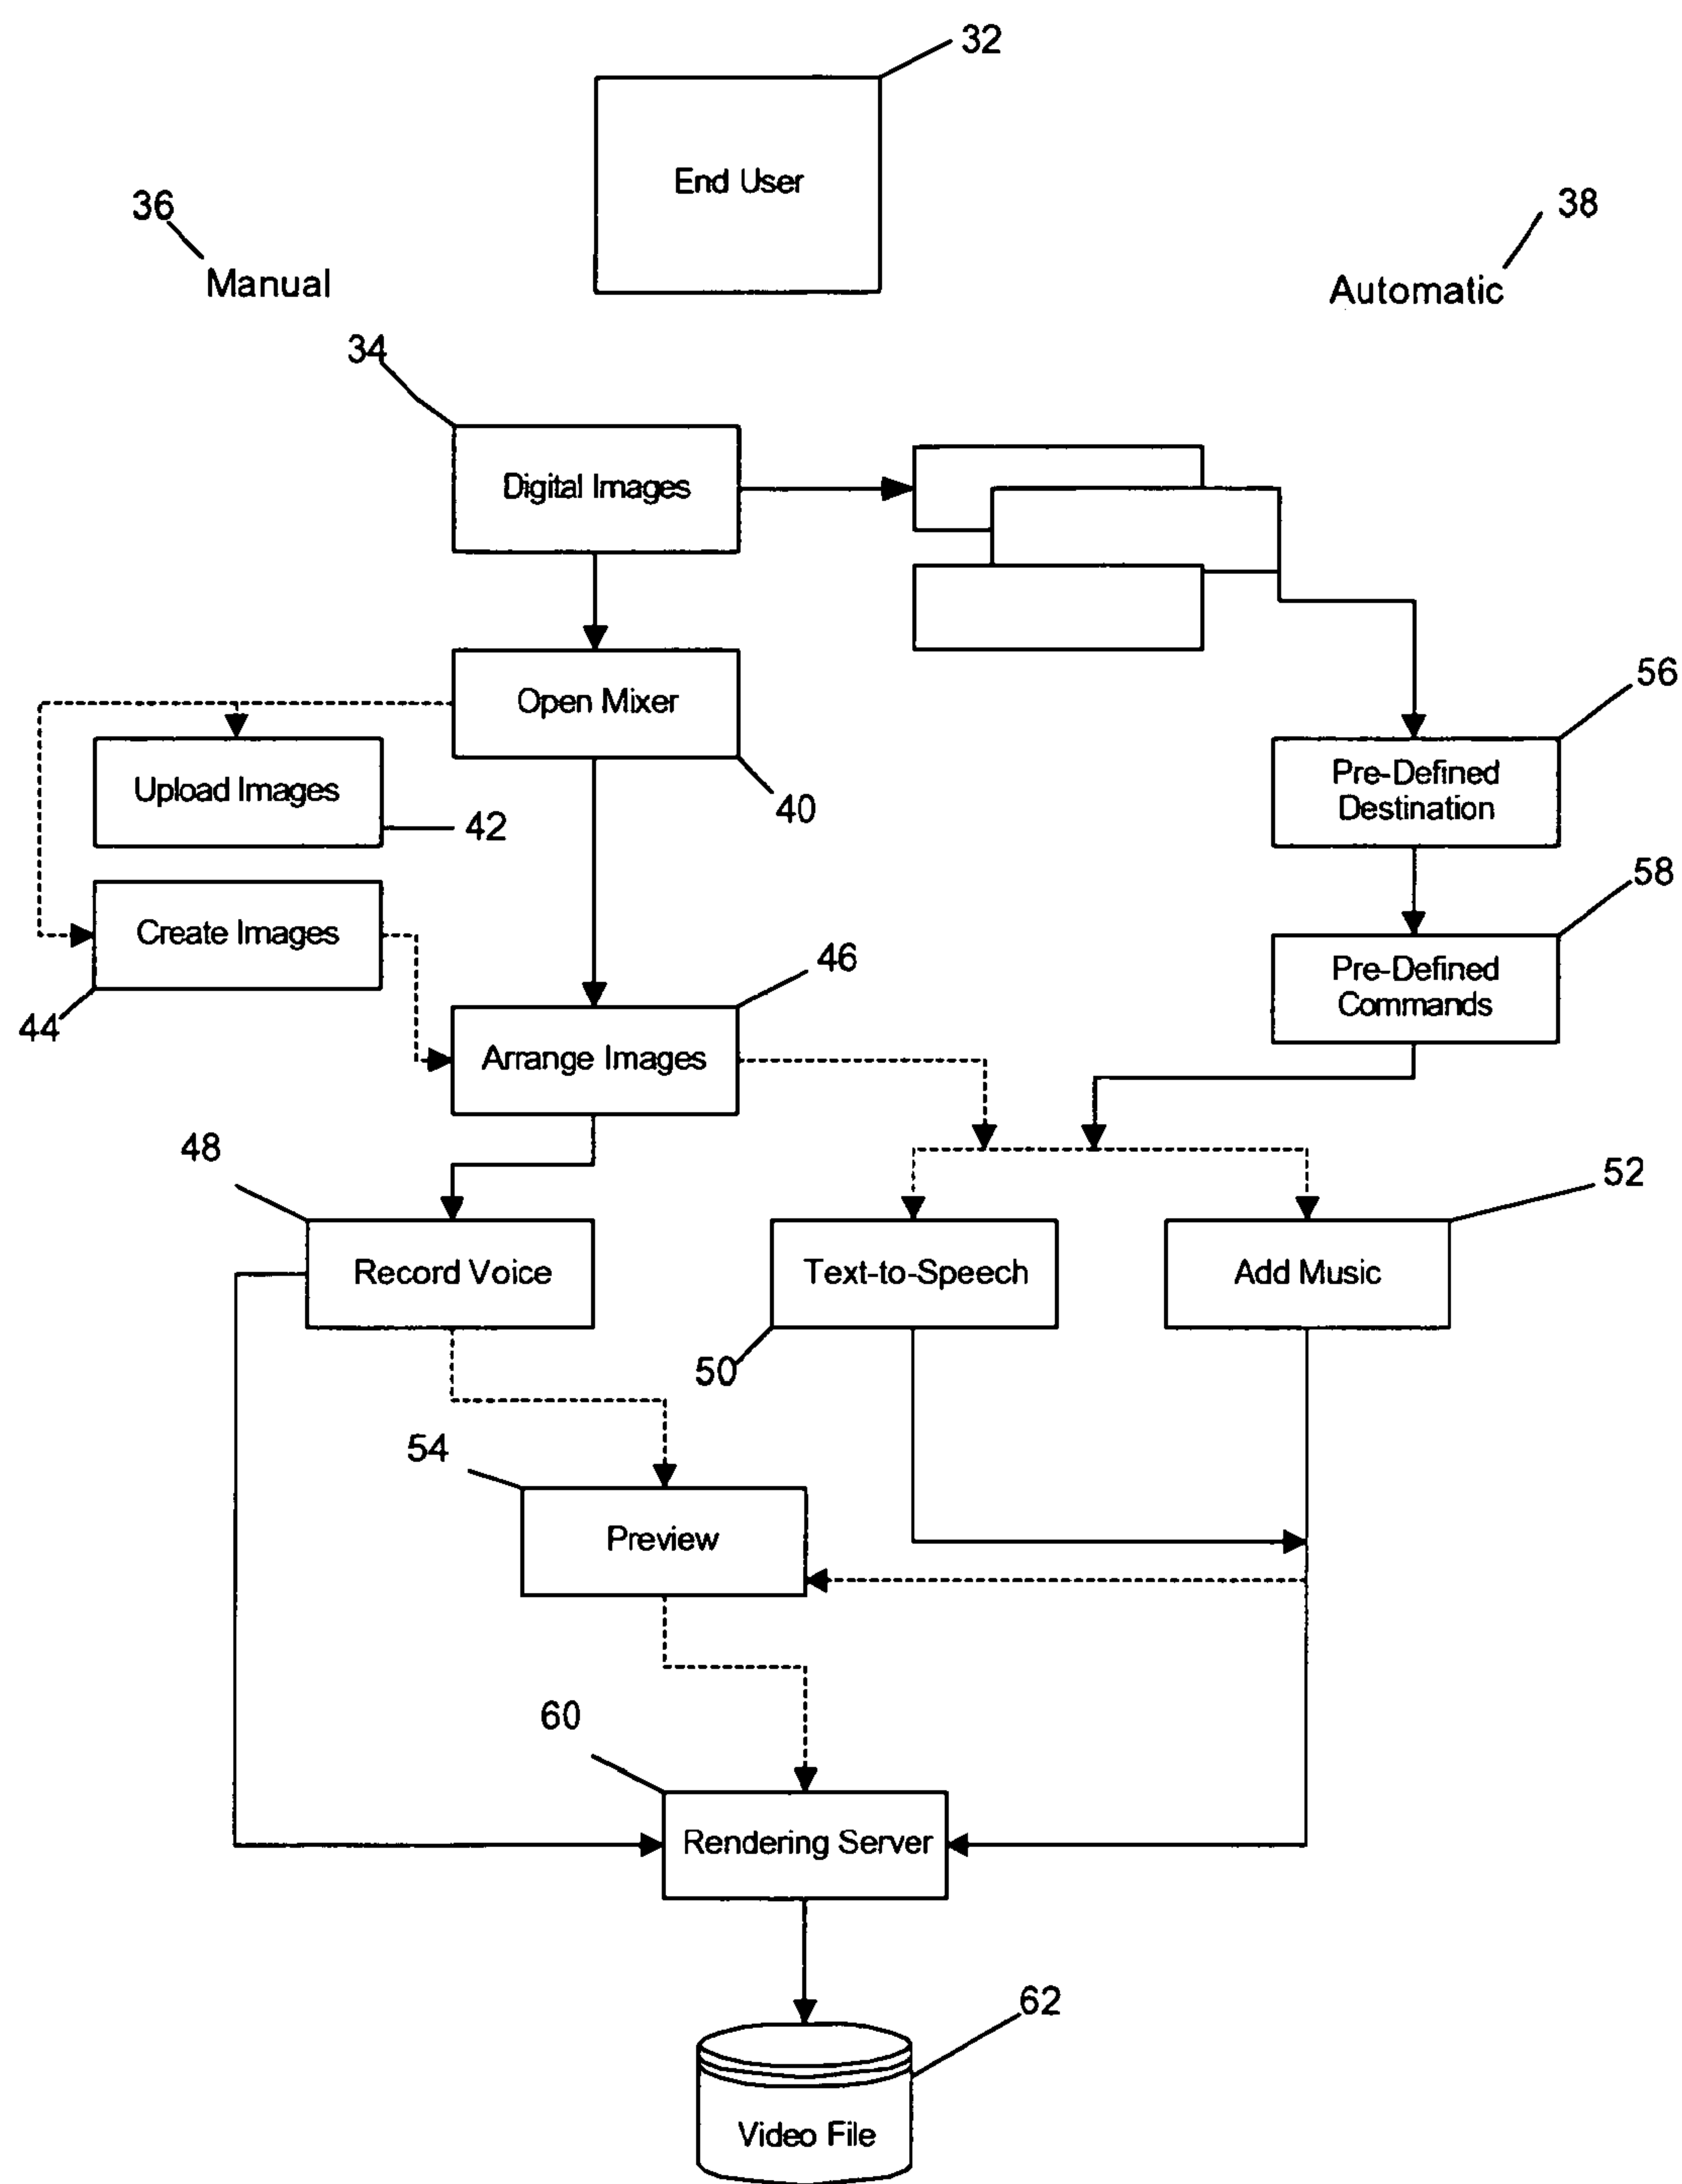 32
End User
36
38
Manual
Automatic
34
Digital Images
Open Mixer
56
Pre-Defined
Destination
Upload Images
40
42
58
Create Images
46
Pre-Defined
Commands
44
Arrange Images
48
52
Record Voice
Text-to-Speech
Add Music
50
54
Preview
60
Rendering Server
62
Video File